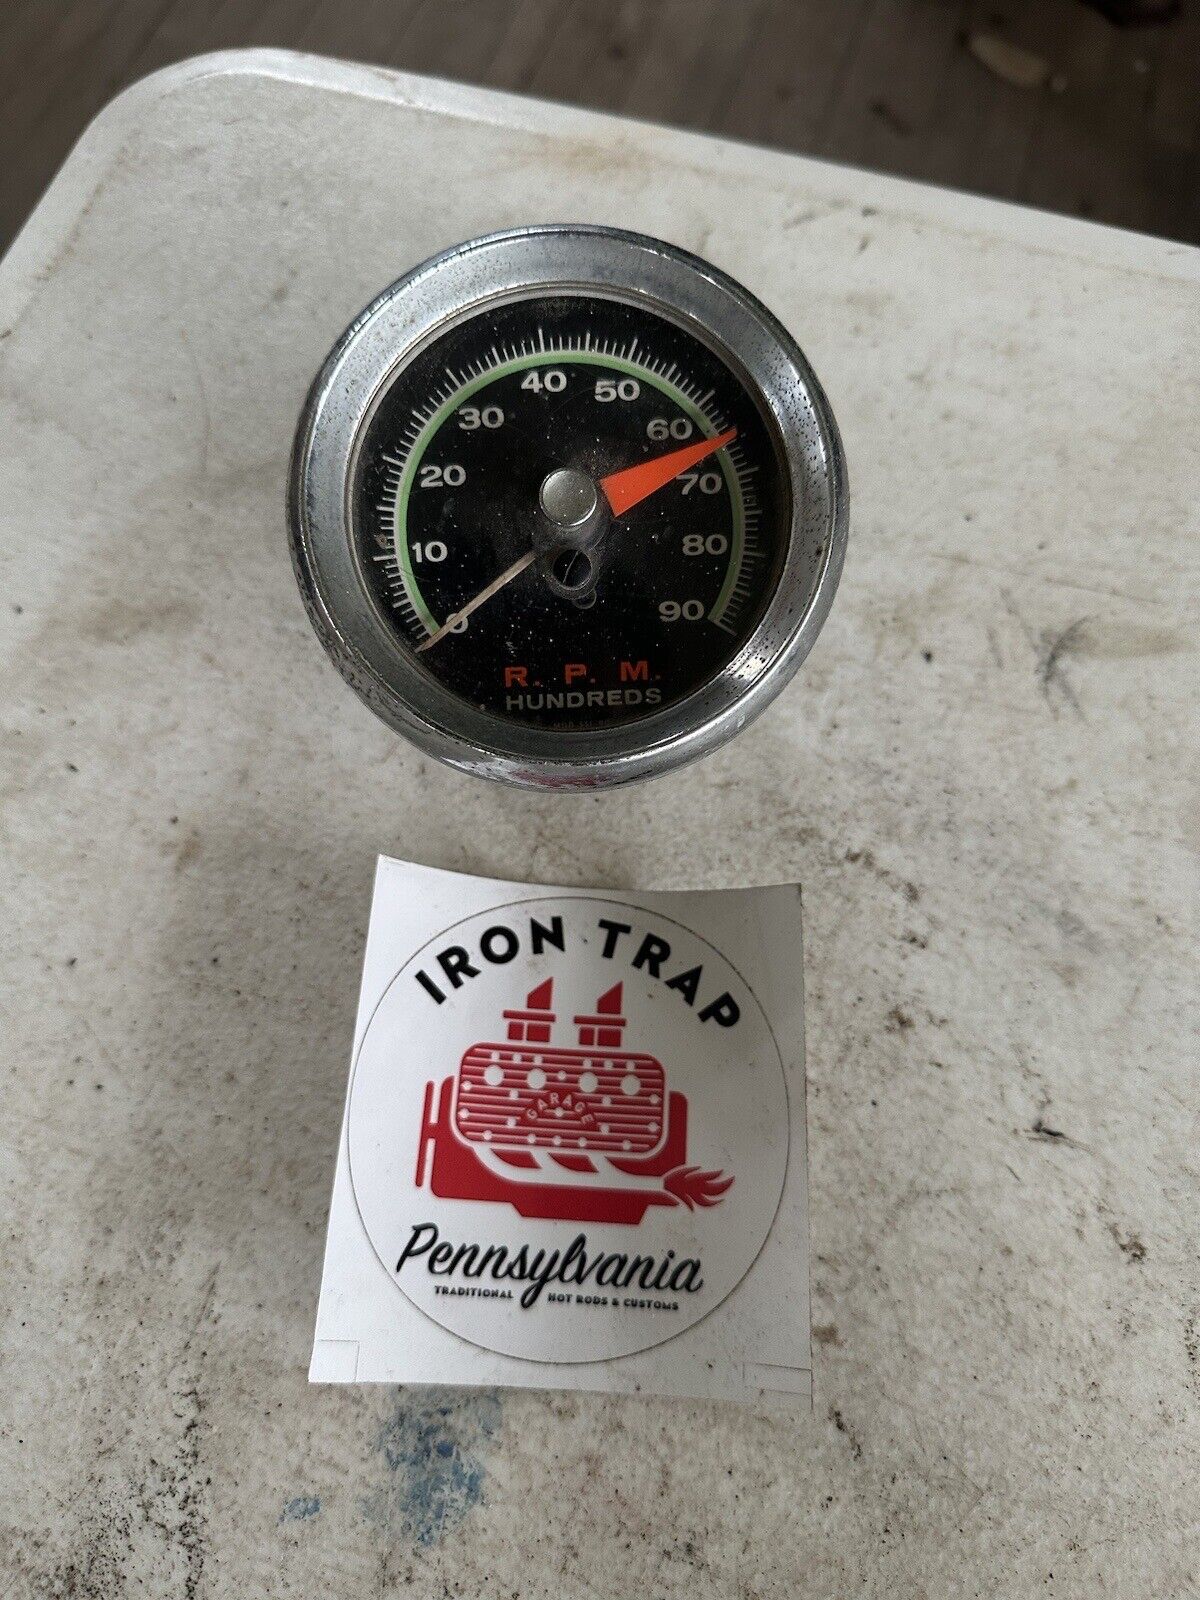 0
10
20
30
40
50
60
70
80
90
R. P. M.
HUNDREDS
IRON TRAP
GARAGE
Pennsylvania
TRADITIONAL HOT RODS & CUSTOMS